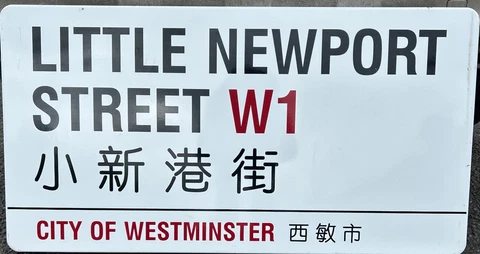 LITTLE NEWPORT
STREET W1
小新港街
CITY OF WESTMINSTER 西敏市